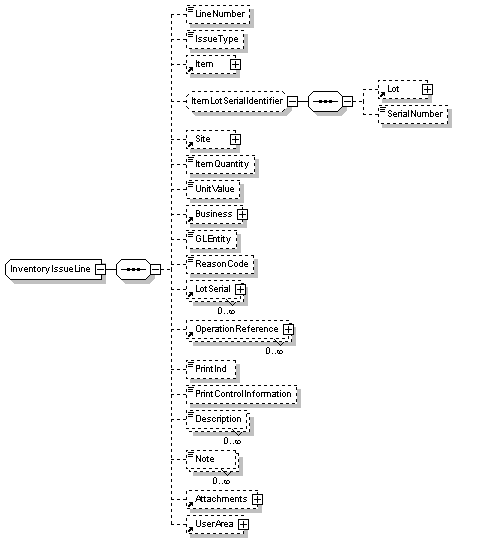 LineNumber
IssueType
Item
ItemLotSerialIdentifier
Lot
SerialNumber
Site
ItemQuantity
UnitValue
Business
GLEntity
InventoryIssueLine
ReasonCode
LotSerial
0..∞
OperationReference
0..∞
PrintInd
PrintControlInformation
Description
0..∞
Note
0..∞
Attachments
UserArea